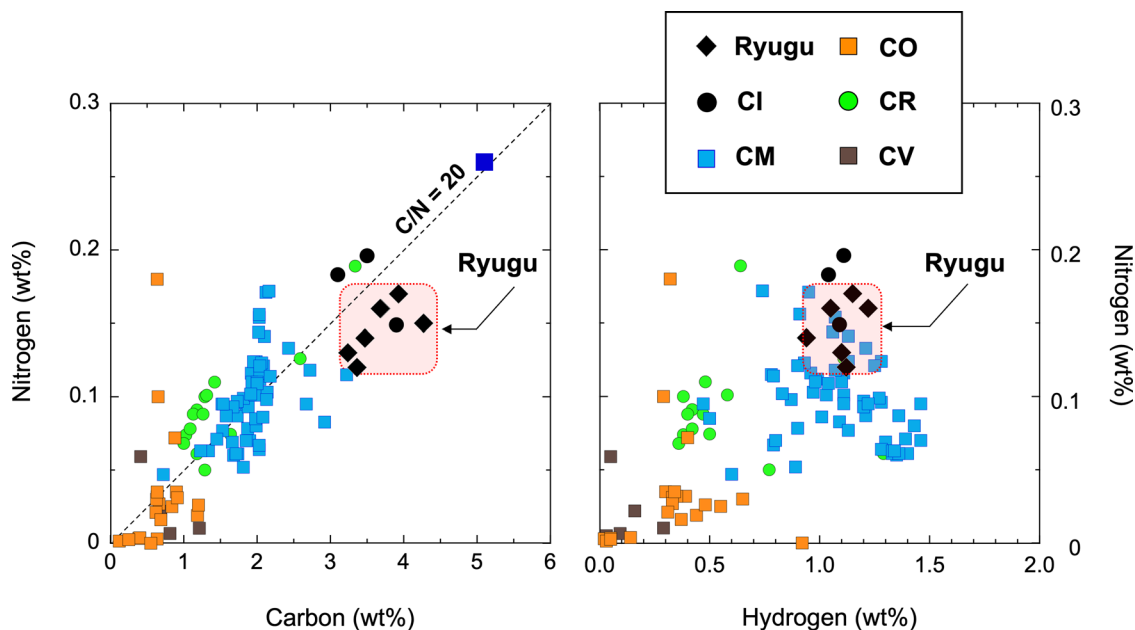 Ryugu
CO
CI
CR
CM
CV
0.3
0.2
0.1
0
0
1
2
3
4
5
6
Nitrogen (wt%)
Carbon (wt%)
C/N = 20
Ryugu
0.3
0.2
0.1
0
0.0
0.5
1.0
1.5
2.0
Nitrogen (wt%)
Hydrogen (wt%)
Ryugu